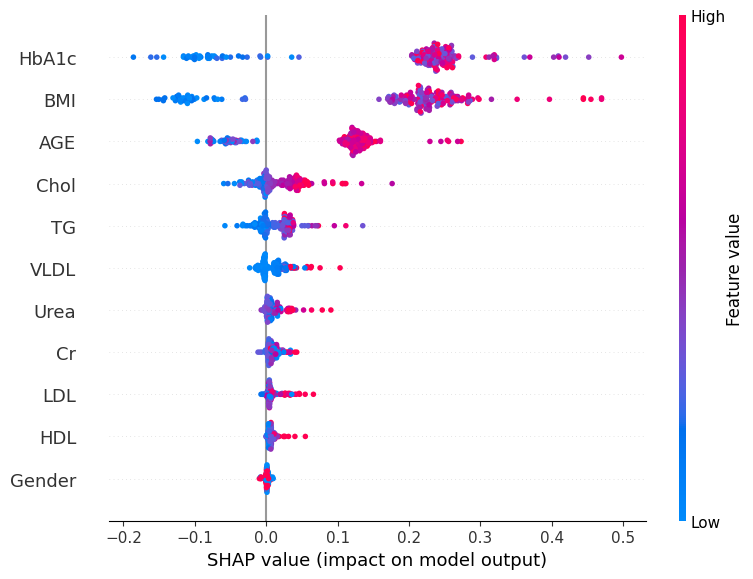 High
HbA1c
BMI
AGE
Chol
TG
VLDL
Urea
Cr
LDL
HDL
Gender
Feature value
Low
−0.2 −0.1 0.0 0.1 0.2 0.3 0.4 0.5
SHAP value (impact on model output)